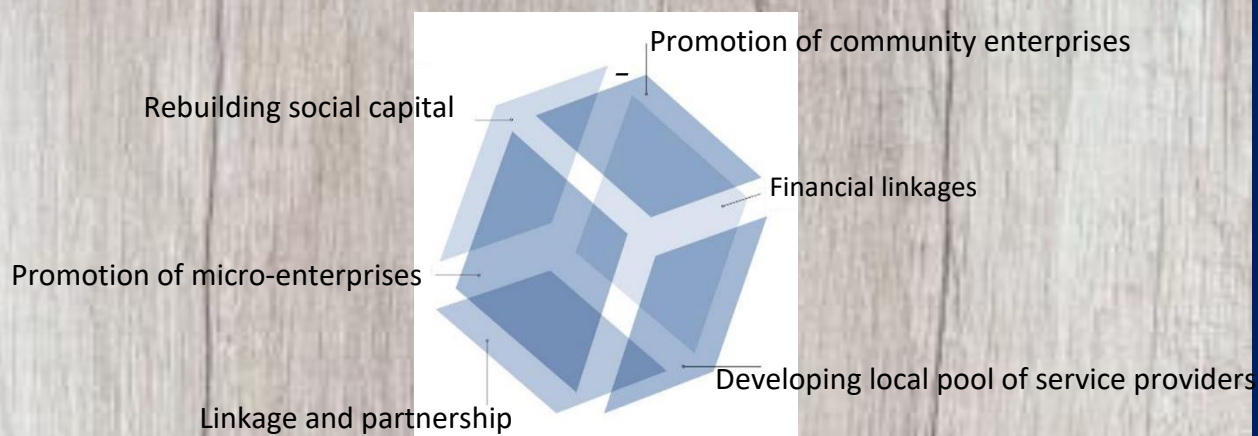 Promotion of community enterprises
–
Rebuilding social capital
Financial linkages
Promotion of micro-enterprises
Developing local pool of service providers
Linkage and partnership